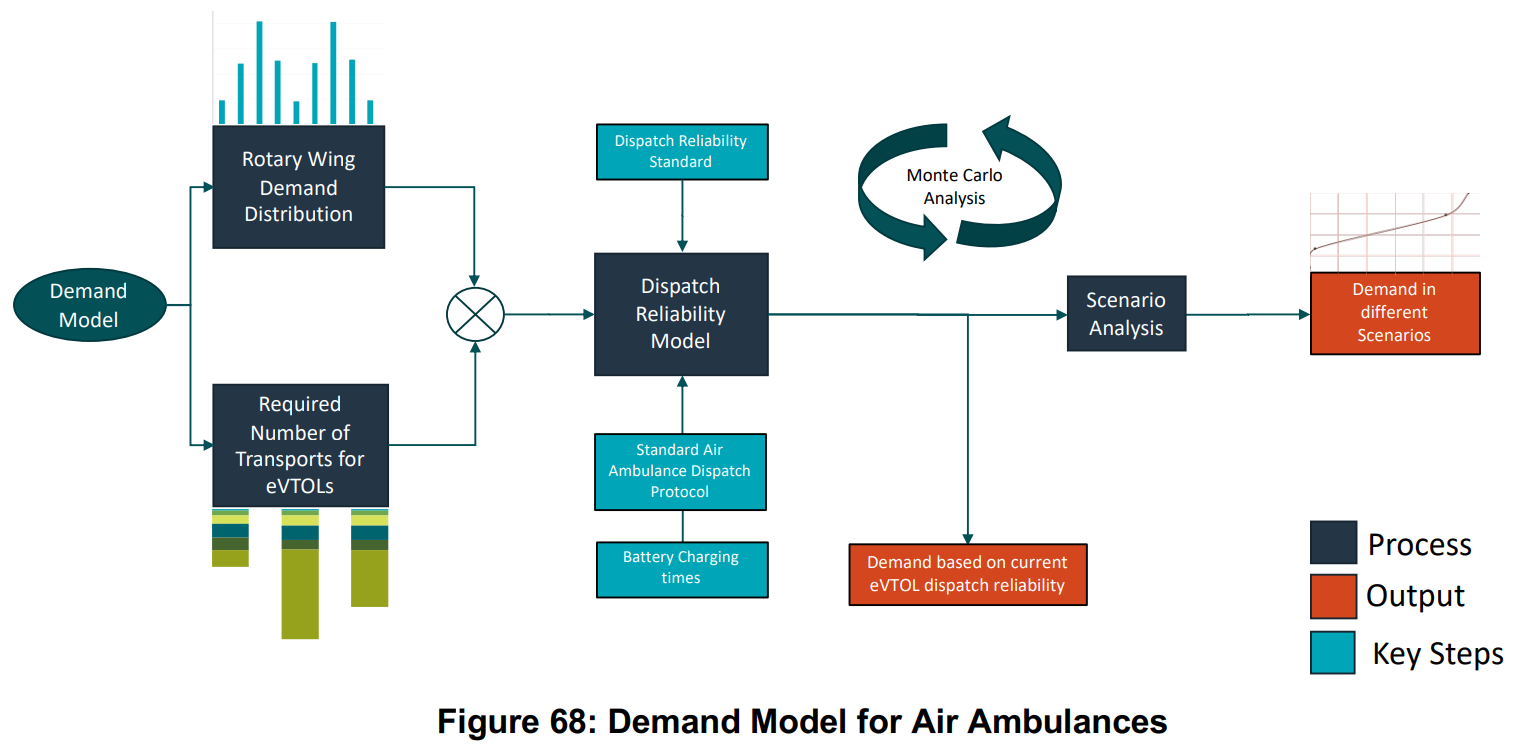 Rotary Wing
Demand
Distribution
Demand
Model
Required
Number of
Transports for
eVTOLs
Dispatch Reliability
Standard
Dispatch
Reliability
Model
Standard Air
Ambulance Dispatch
Protocol
Battery Charging
times
Monte Carlo
Analysis
Scenario
Analysis
Demand in
different
Scenarios
Demand based on current
eVTOL dispatch reliability
Process
Output
Key Steps
Figure 68: Demand Model for Air Ambulances